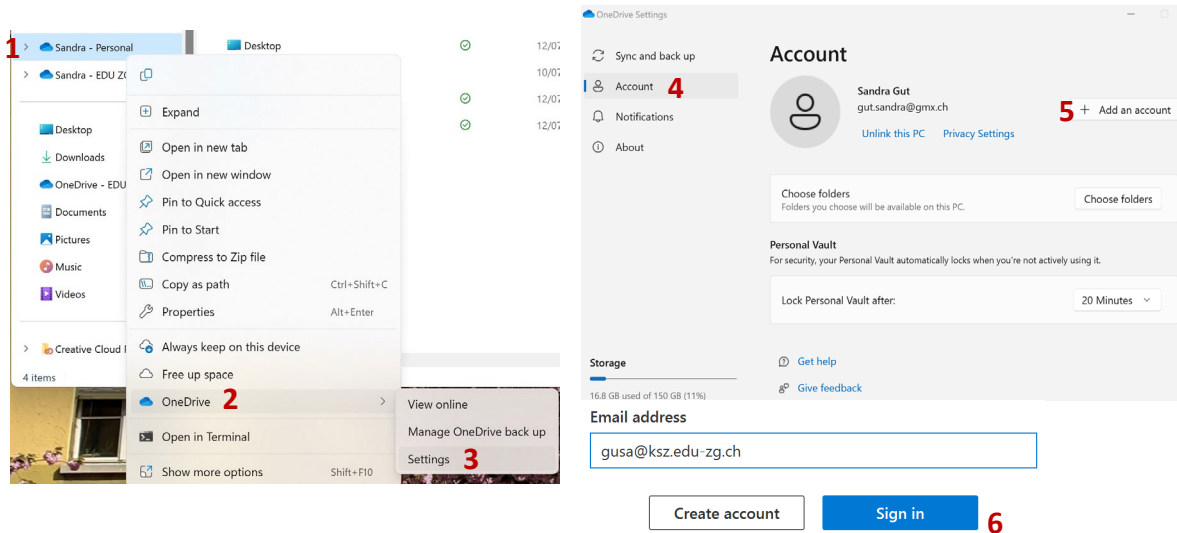 1 Sandra - Personal
Desktop
12/07
Sandra - EDU ZG
10/07
12/07
12/07
Desktop
Downloads
OneDrive - EDU
Documents
Pictures
Music
Videos
Creative Cloud F
4 items
Expand
Open in new tab
Open in new window
Pin to Quick access
Pin to Start
Compress to Zip file
Copy as path Ctrl+Shift+C
Properties Alt+Enter
Always keep on this device
Free up space
OneDrive 2
Open in Terminal
Show more options Shift+F10
View online
Manage OneDrive back up
Settings 3
OneDrive Settings
Sync and back up
Account 4
Notifications
About
Storage
16.8 GB used of 150 GB (11%)
Account
Sandra Gut
gut.sandra@gmx.ch
Unlink this PC Privacy Settings
5 + Add an account
Choose folders
Folders you choose will be available on this PC.
Choose folders
Personal Vault
For security, your Personal Vault automatically locks when you're not actively using it.
Lock Personal Vault after: 20 Minutes
Get help
Give feedback
Email address
gusa@ksz.edu-zg.ch
Create account Sign in 6